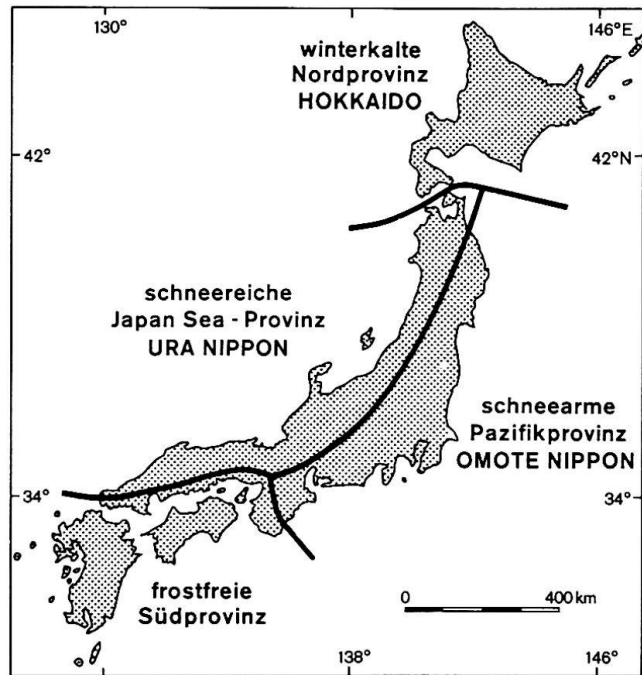 130°
146°E
winterkalte
Nordprovinz
HOKKAIDO
42°
42°N
schneereiche
Japan Sea - Provinz
URA NIPPON
schneearme
Pazifikprovinz
OMOTE NIPPON
34°
34°
frostfreie
Südprovinz
0 400 km
138°
146°